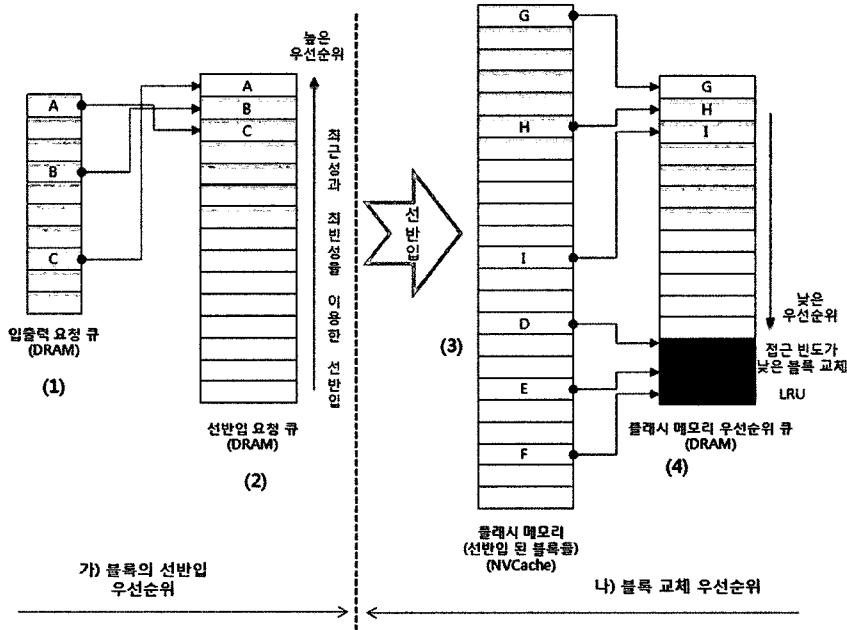 높은
우선순위
A
B
C
입출력 요청 큐
(DRAM)
(1)
A
B
C
선반입 요청 큐
(DRAM)
(2)
최근성과 최빈성을 이용한 선반입
선반입
G
H
I
D
E
F
(3)
플래시 메모리
(선반입 된 블록들)
(NVCache)
G
H
I
낮은
우선순위
접근 빈도가
낮은 블록 교체
LRU
플래시 메모리 우선순위 큐
(DRAM)
(4)
가) 블록의 선반입
우선순위
나) 블록 교체 우선순위